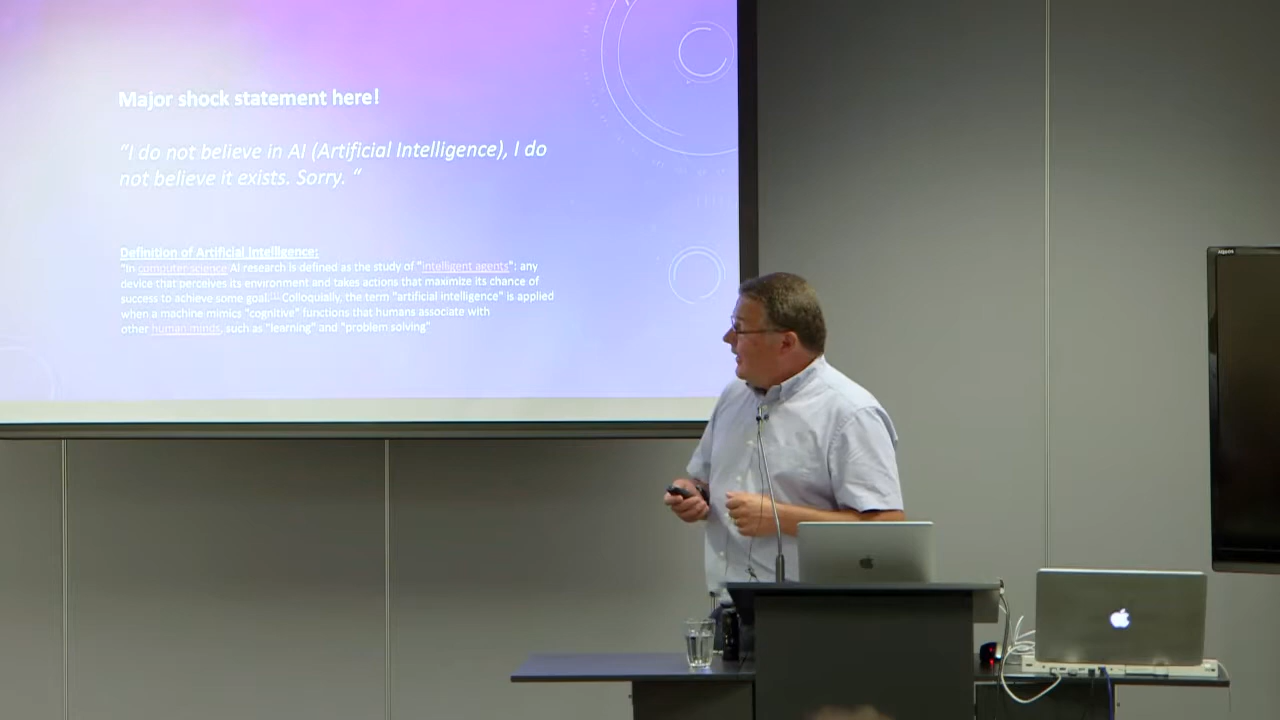 Major shock statement here!
"I do not believe in AI (Artificial Intelligence), I do
not believe it exists. Sorry. "
Definition of Artificial Intelligence:
"In computer science AI research is defined as the study of "intelligent agents": any
device that perceives its environment and takes actions that maximize its chance of
success to achieve some goal.[1] Colloquially, the term "artificial intelligence" is applied
when a machine mimics "cognitive" functions that humans associate with
other human minds, such as "learning" and "problem solving"